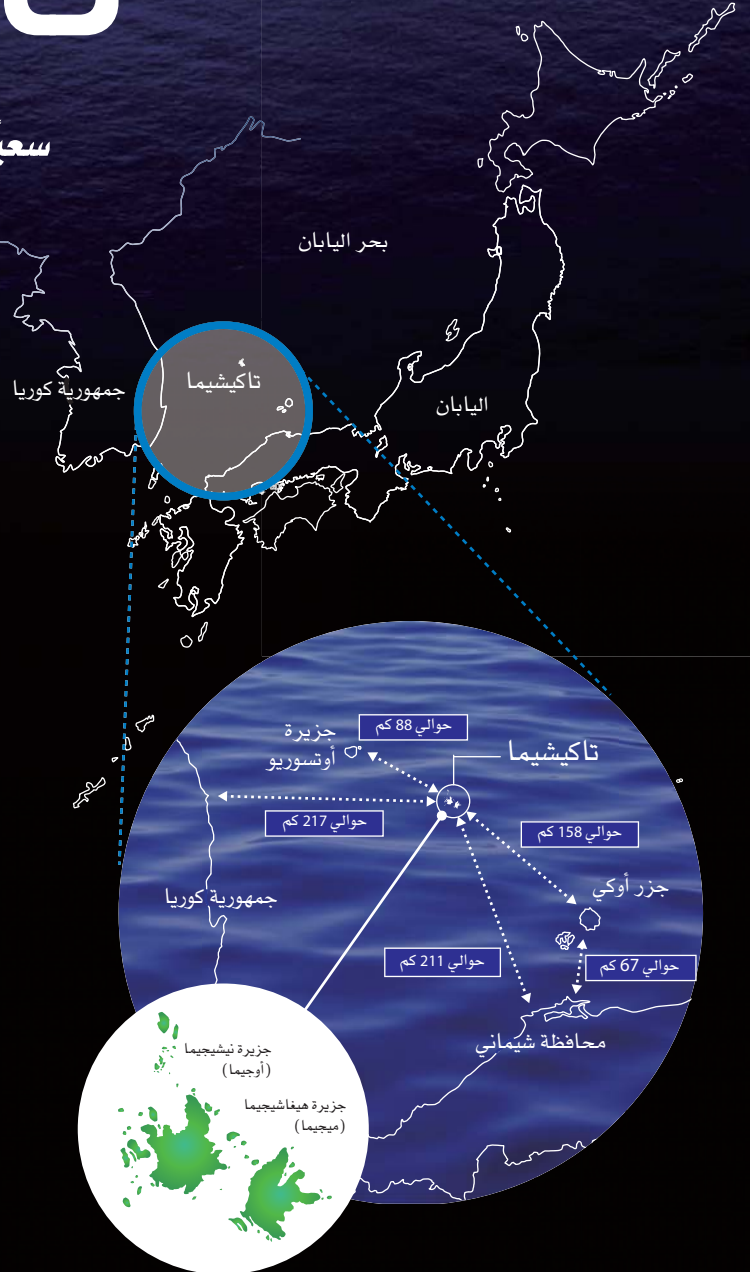 بحر اليابان
تاكيشيما
جمهورية كوريا
اليابان
حوالي 88 كم
جزيرة
أوتسوريو
تاكيشيما
حوالي 217 كم
حوالي 158 كم
جزر أوكي
جمهورية كوريا
حوالي 211 كم
حوالي 67 كم
محافظة شيماني
جزيرة نيشيجيما
(أوجيما)
جزيرة هيغاشيجيما
(ميجيما)